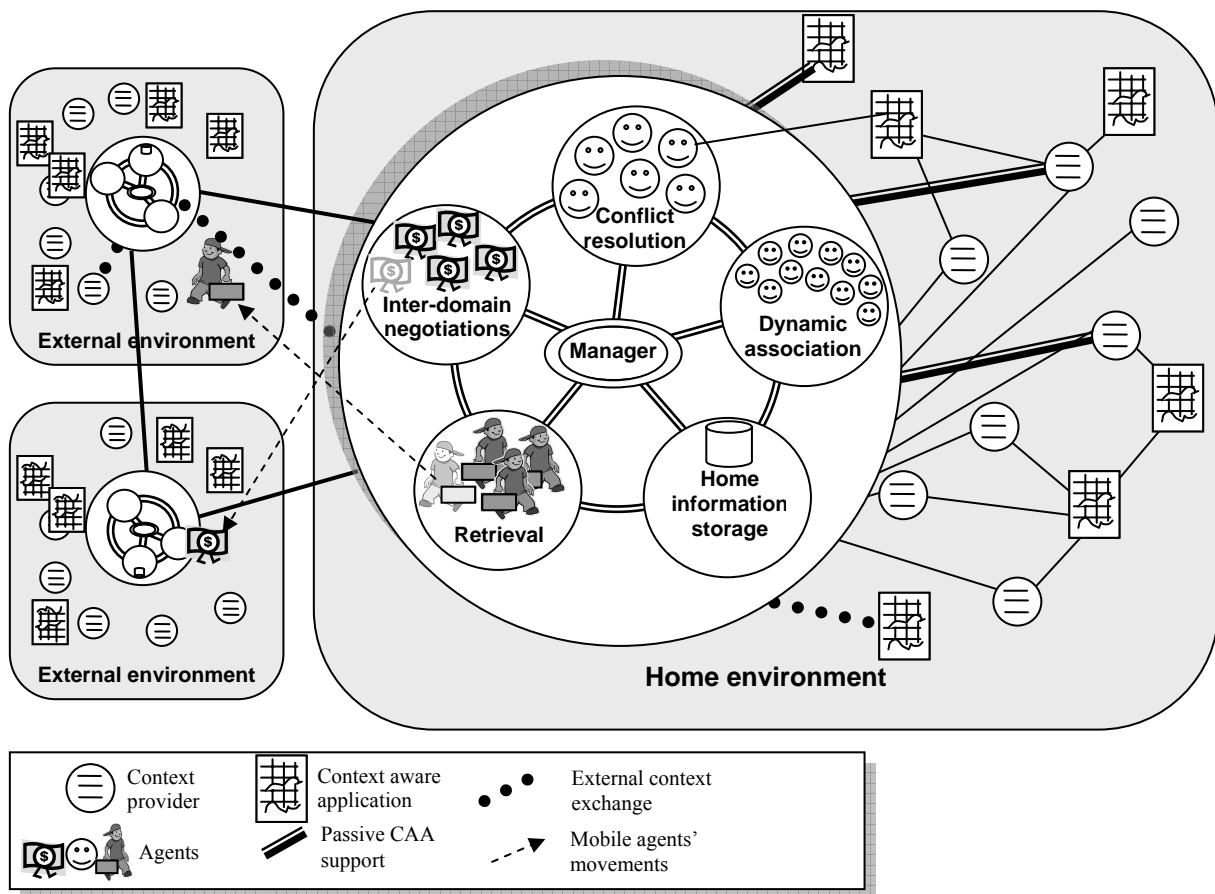 Conflict
resolution
Inter-domain
negotiations
Dynamic
association
Manager
Retrieval
Home
information
storage
External environment
External environment
Home environment
Context
provider
Context aware
application
External context
exchange
Agents
Passive CAA
support
Mobile agents'
movements
$
$
$
$
$
$
$